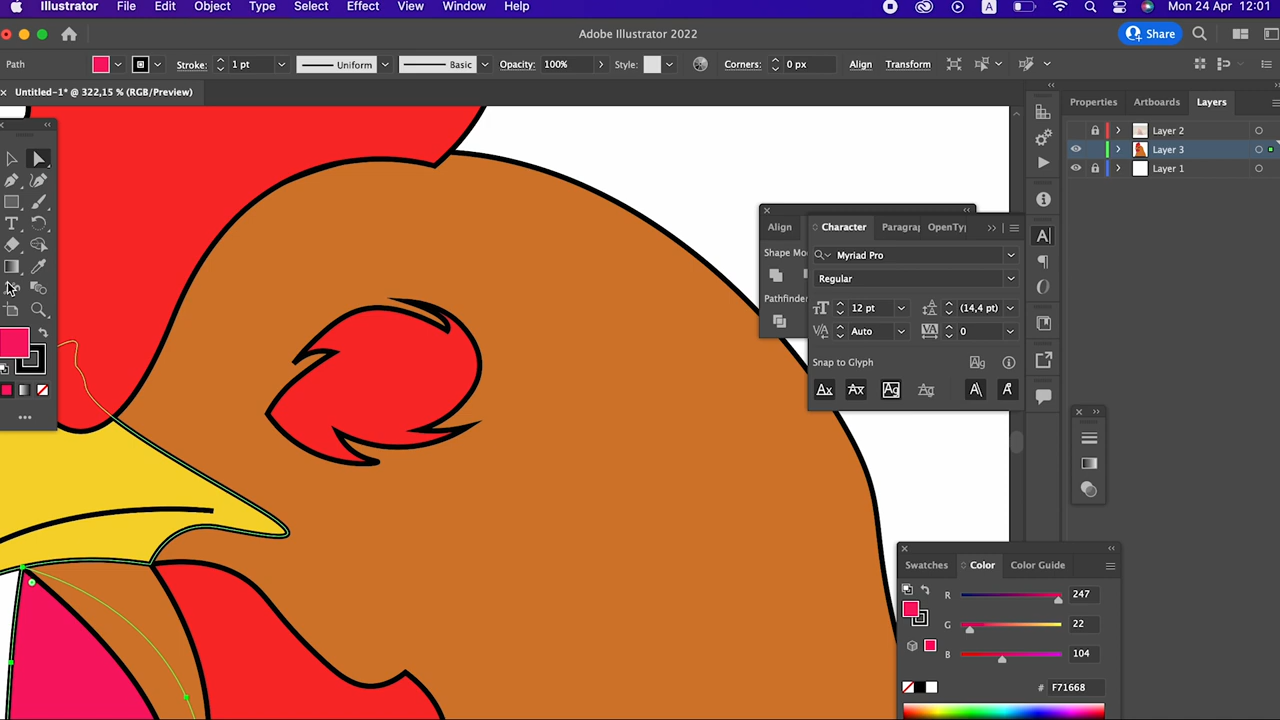 Illustrator File Edit Object Type Select Effect View Window Help A Mon 24 Apr 12:01
Adobe Illustrator 2022 Share
Path Stroke: 1 pt Uniform Basic Opacity: 100% Style: Corners: 0 px Align Transform
Untitled-1* @ 322,15 % (RGB/Preview)
Properties Artboards Layers
Layer 2
Layer 3
Layer 1
Align
Shape Mo
Pathfinde
Character Paragra OpenTy
Myriad Pro
Regular
12 pt (14,4 pt)
Auto 0
Snap to Glyph
Swatches Color Color Guide
R 247
G 22
B 104
# F71668